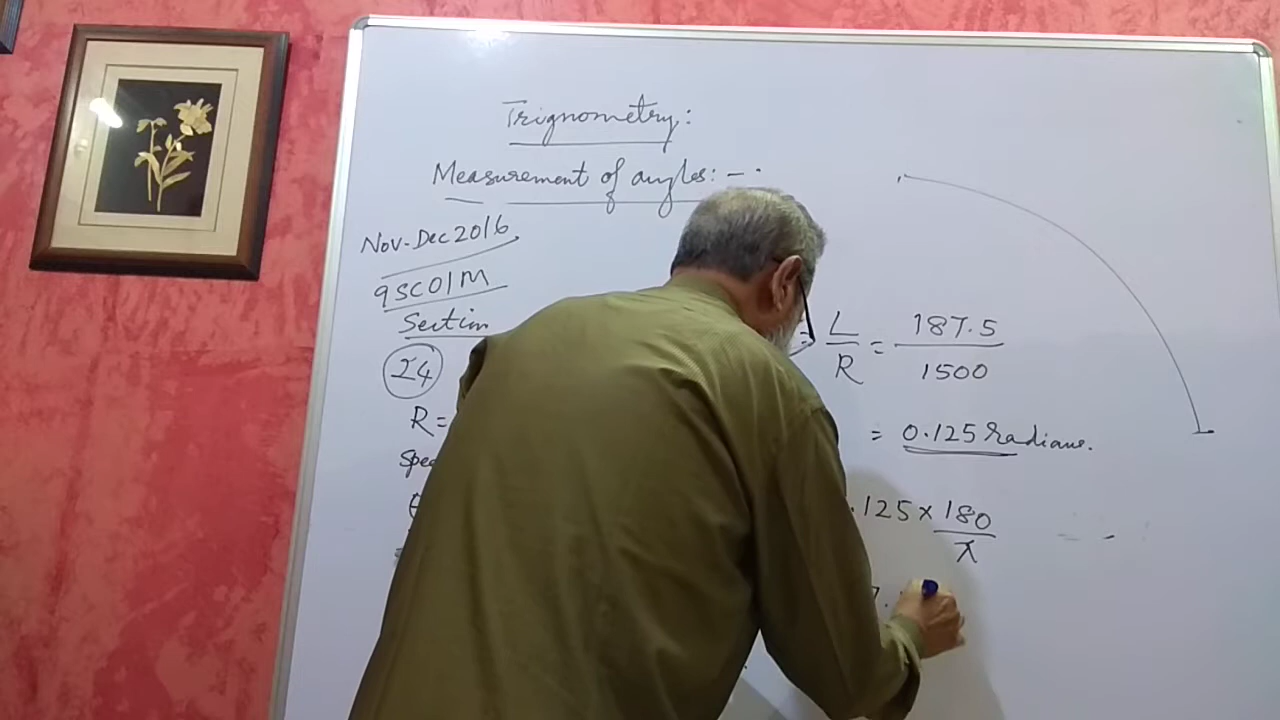 Trignometry:
Measurement of angles: -
Nov-Dec 2016
9SC01M
Section
24
R =
Spe
= L/R = 187.5/1500
= 0.125 Radians.
.125 × 180/π
7.